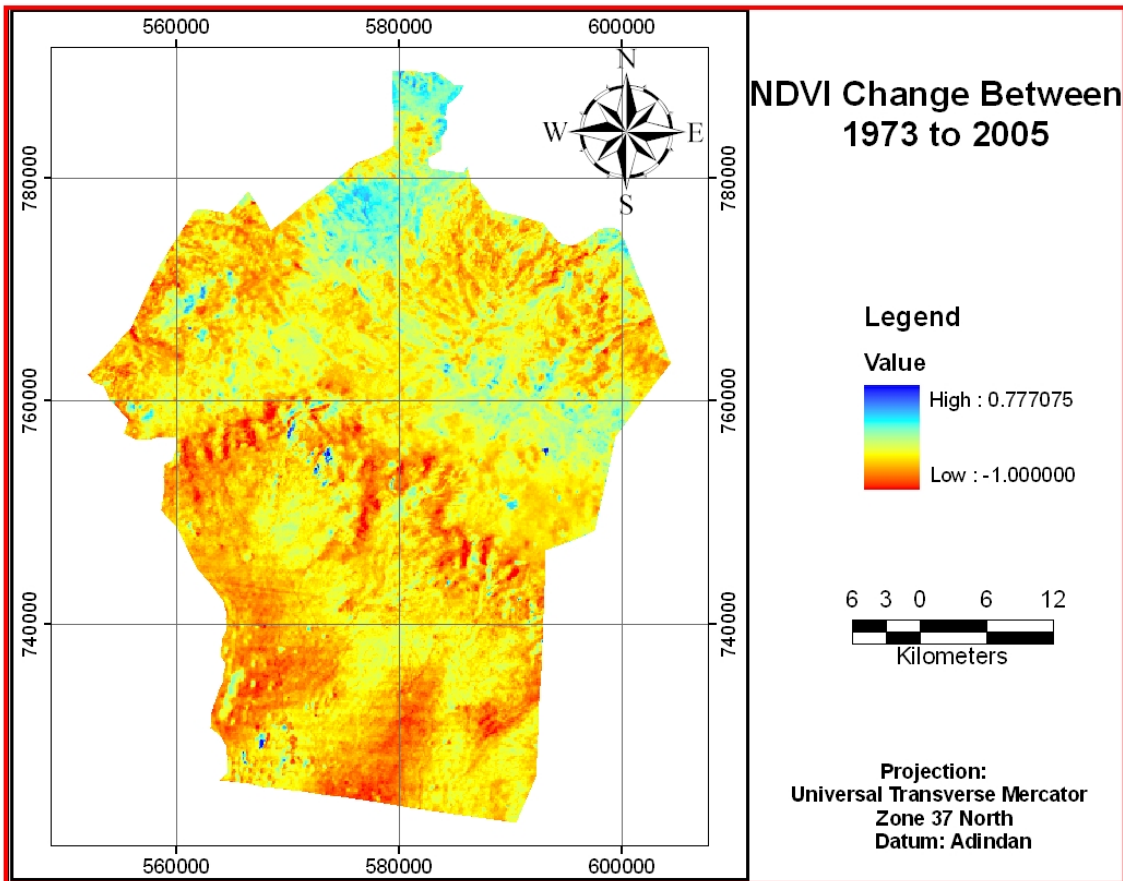 560000 580000 600000
N
W E
S
780000 780000
760000 760000
740000 740000
560000 580000 600000
NDVI Change Between
1973 to 2005
Legend
Value
High : 0.777075
Low : -1.000000
6 3 0 6 12
Kilometers
Projection:
Universal Transverse Mercator
Zone 37 North
Datum: Adindan